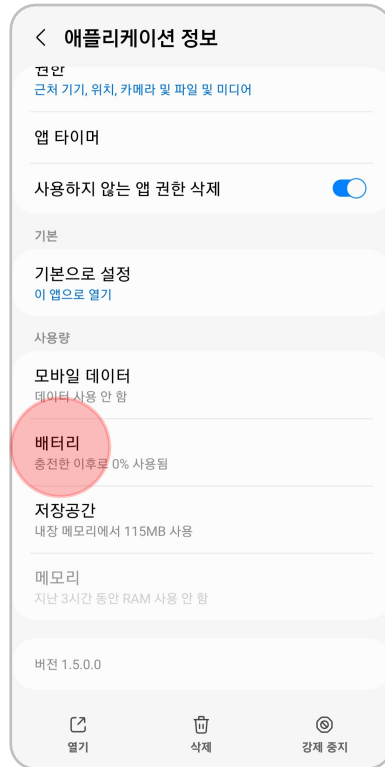 애플리케이션 정보
권한
근처 기기, 위치, 카메라 및 파일 및 미디어
앱 타이머
사용하지 않는 앱 권한 삭제
기본
기본으로 설정
이 앱으로 열기
사용량
모바일 데이터
데이터 사용 안 함
배터리
충전한 이후로 0% 사용됨
저장공간
내장 메모리에서 115MB 사용
메모리
지난 3시간 동안 RAM 사용 안 함
버전 1.5.0.0
열기
삭제
강제 중지